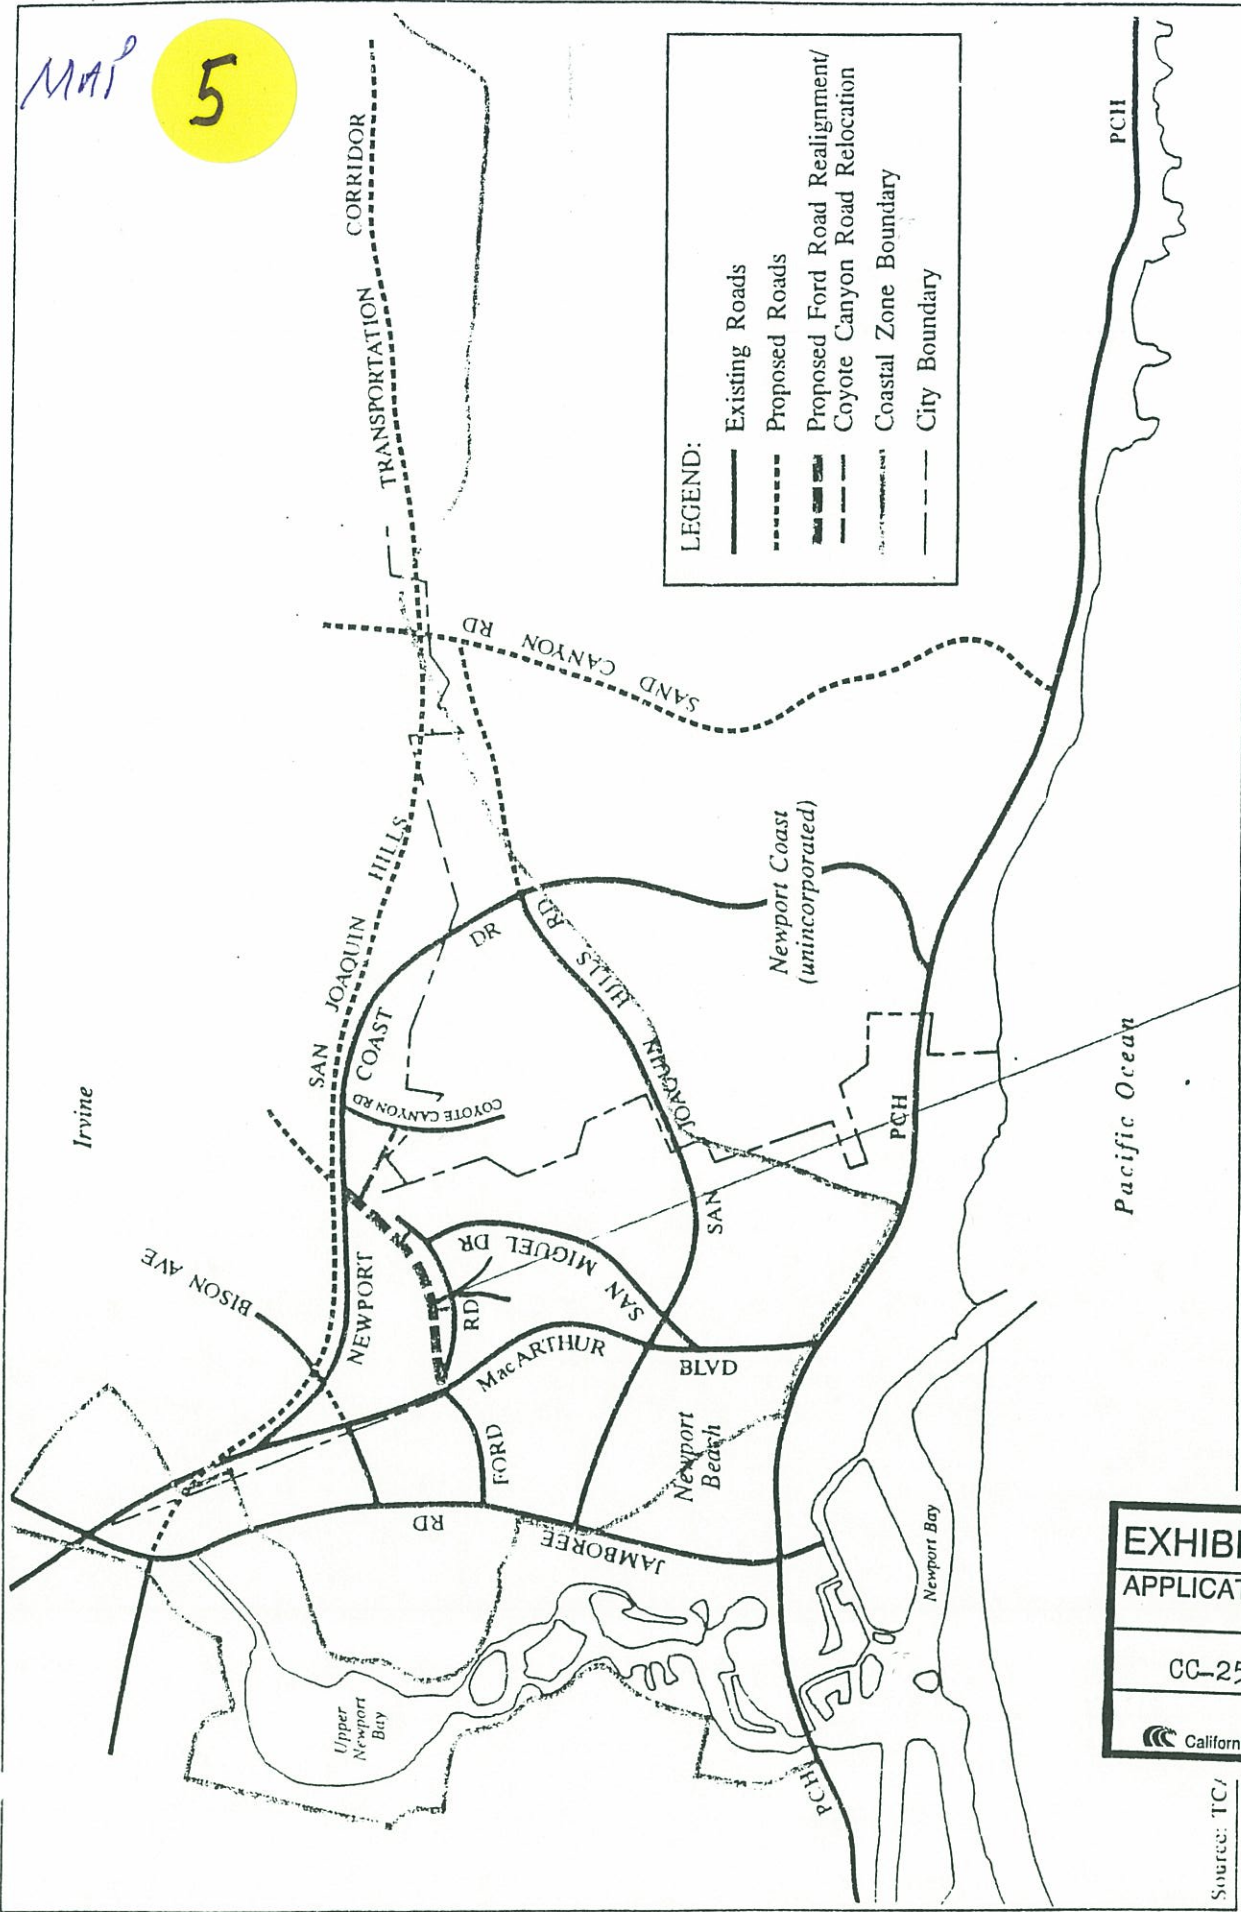 MAP 5
LEGEND:
Existing Roads
Proposed Roads
Proposed Ford Road Realignment/
Coyote Canyon Road Relocation
Coastal Zone Boundary
City Boundary
Irvine
SAN JOAQUIN HILLS TRANSPORTATION CORRIDOR
BISON AVE
NEWPORT COAST DR
COYOTE CANYON RD
SAND CANYON RD
SAN JOAQUIN HILLS RD
SAN MIGUEL DR
RD
MacARTHUR BLVD
FORD
JAMBOREE RD
Newport
Beach
Newport Coast
(unincorporated)
Upper
Newport
Bay
Newport Bay
PCH
PCH
PCH
Pacific Ocean
EXHIBI
APPLICAT
CC-25
Californ
Source: TCA